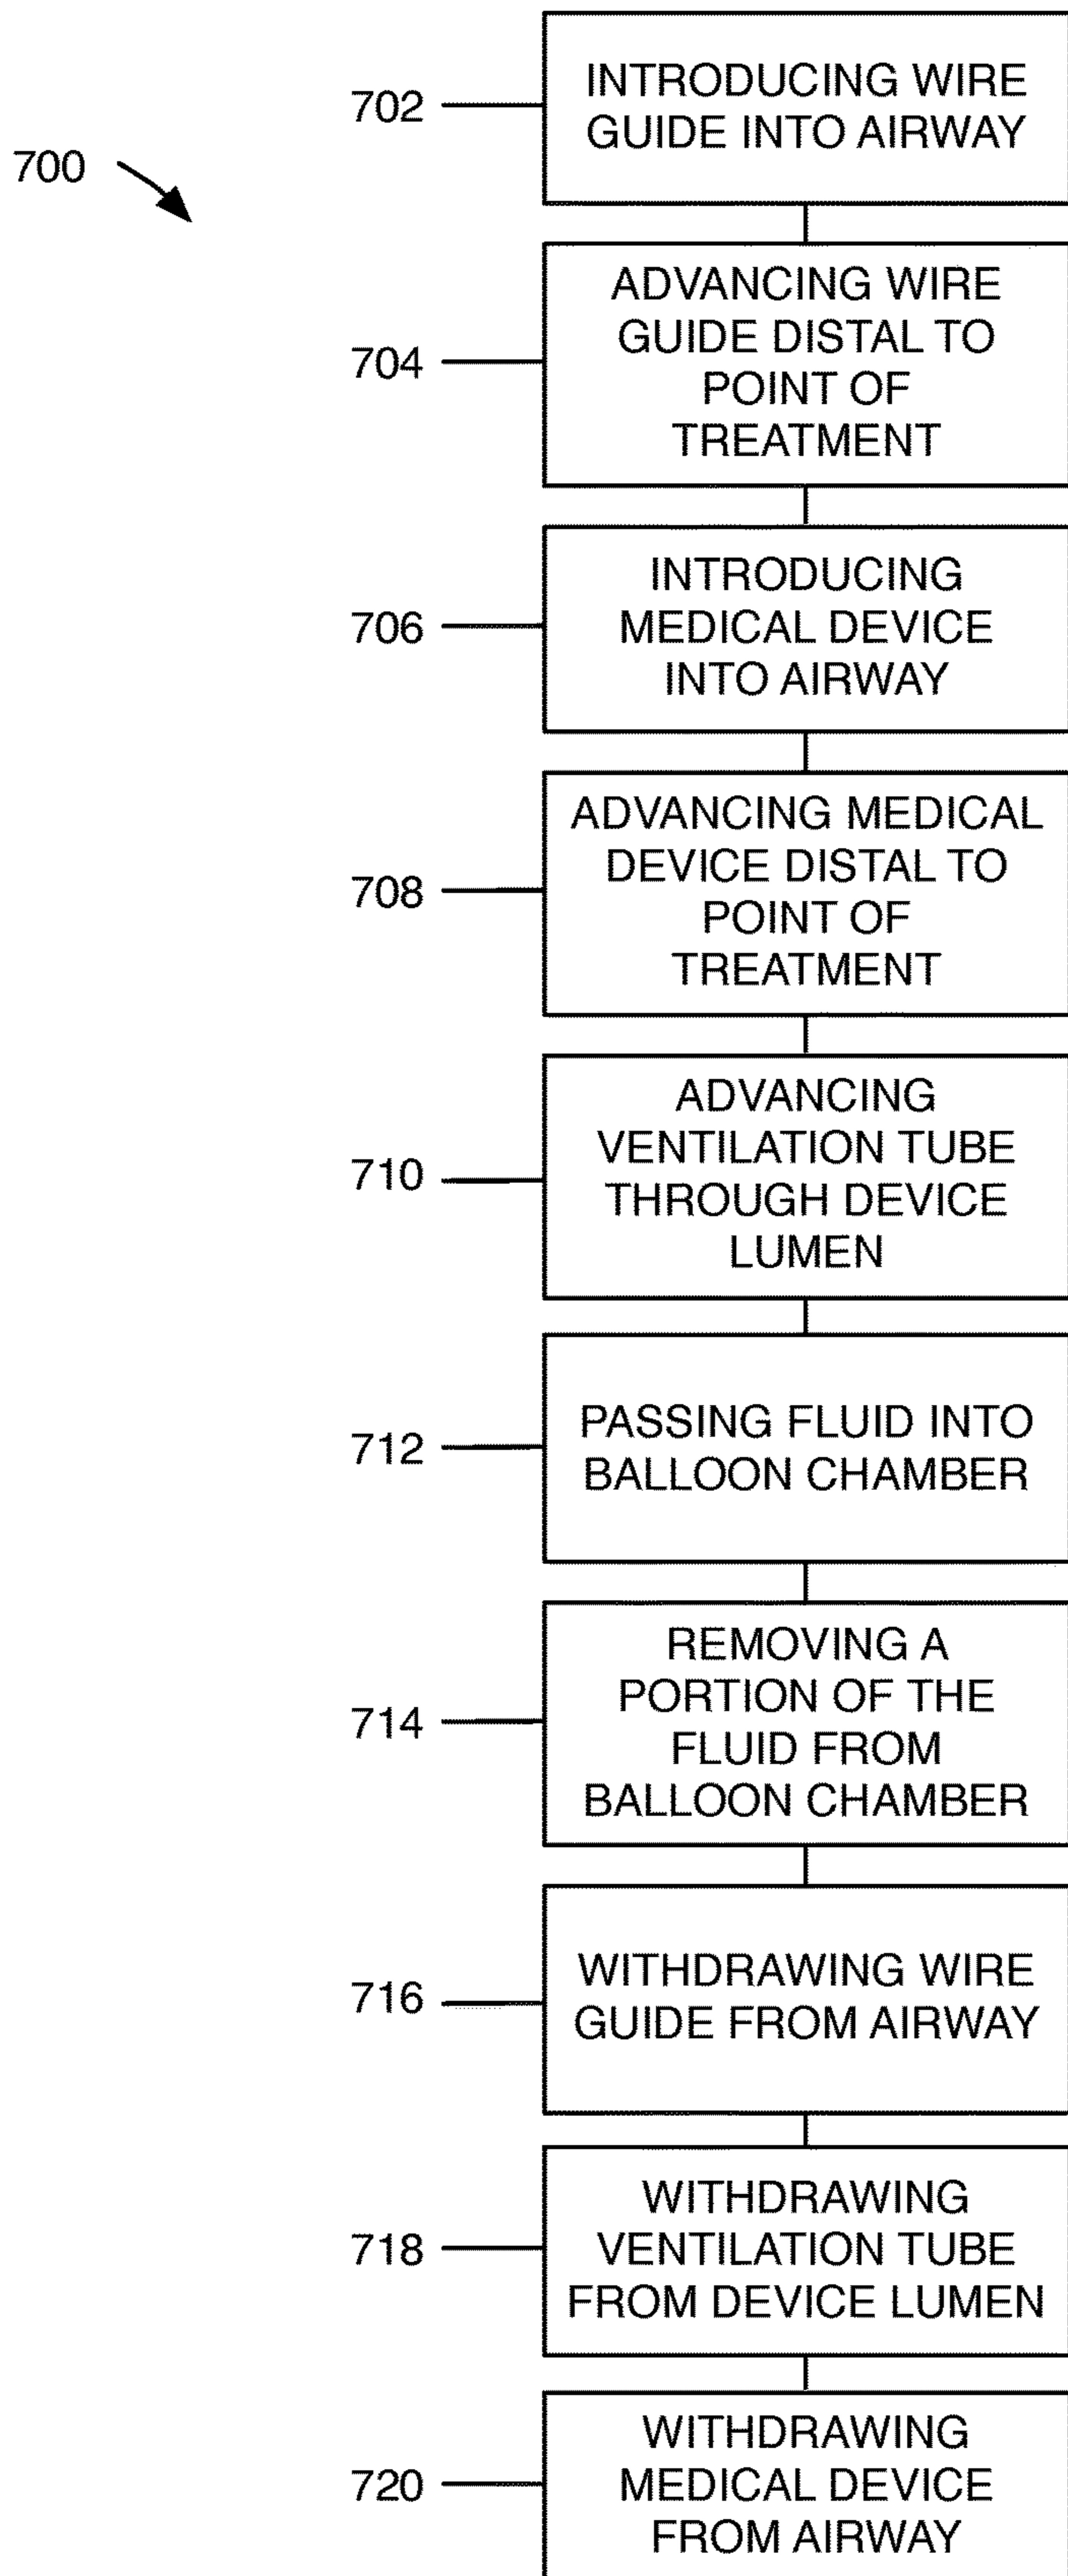 700
702
INTRODUCING WIRE
GUIDE INTO AIRWAY
704
ADVANCING WIRE
GUIDE DISTAL TO
POINT OF
TREATMENT
706
INTRODUCING
MEDICAL DEVICE
INTO AIRWAY
708
ADVANCING MEDICAL
DEVICE DISTAL TO
POINT OF
TREATMENT
710
ADVANCING
VENTILATION TUBE
THROUGH DEVICE
LUMEN
712
PASSING FLUID INTO
BALLOON CHAMBER
714
REMOVING A
PORTION OF THE
FLUID FROM
BALLOON CHAMBER
716
WITHDRAWING WIRE
GUIDE FROM AIRWAY
718
WITHDRAWING
VENTILATION TUBE
FROM DEVICE LUMEN
720
WITHDRAWING
MEDICAL DEVICE
FROM AIRWAY